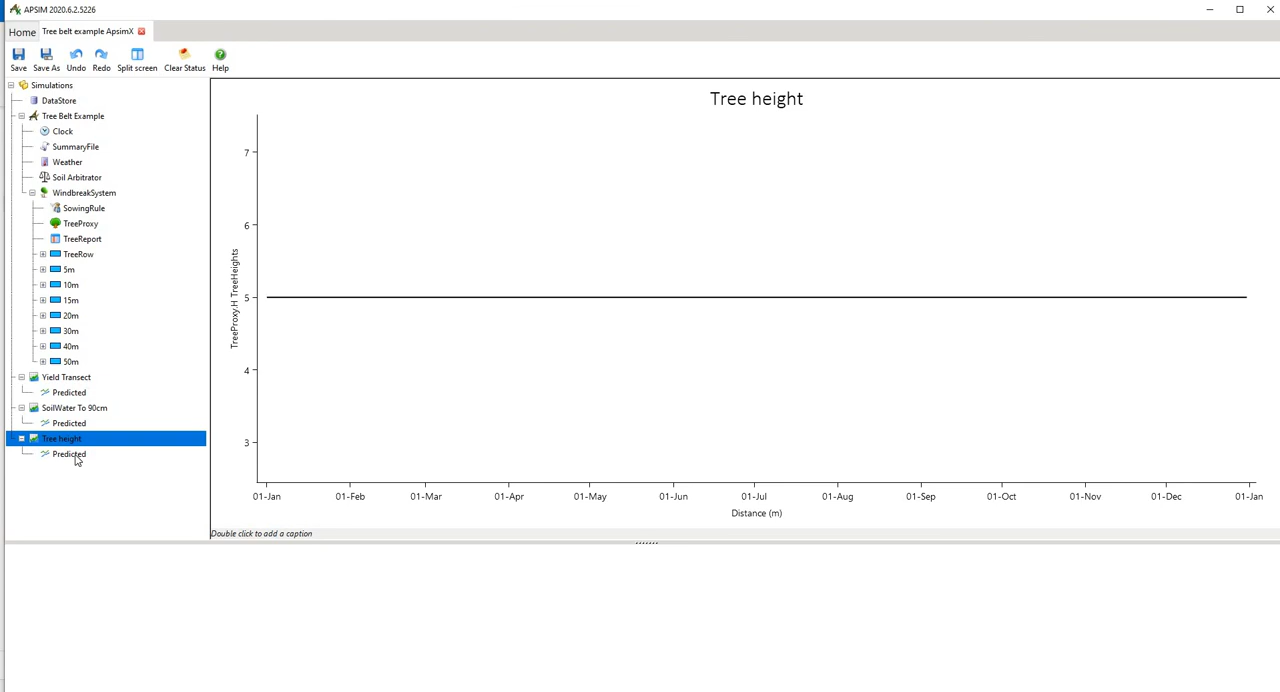 APSIM 2020.6.2.5226
Home Tree belt example ApsimX
Save Save As Undo Redo Split screen Clear Status Help
Simulations
DataStore
Tree Belt Example
Clock
SummaryFile
Weather
Soil Arbitrator
WindbreakSystem
SowingRule
TreeProxy
TreeReport
TreeRow
5m
10m
15m
20m
30m
40m
50m
Yield Transect
Predicted
SoilWater To 90cm
Predicted
Tree height
Predicted
Tree height
TreeProxy.H TreeHeights
7
6
5
4
3
01-Jan 01-Feb 01-Mar 01-Apr 01-May 01-Jun 01-Jul 01-Aug 01-Sep 01-Oct 01-Nov 01-Dec 01-Jan
Distance (m)
Double click to add a caption